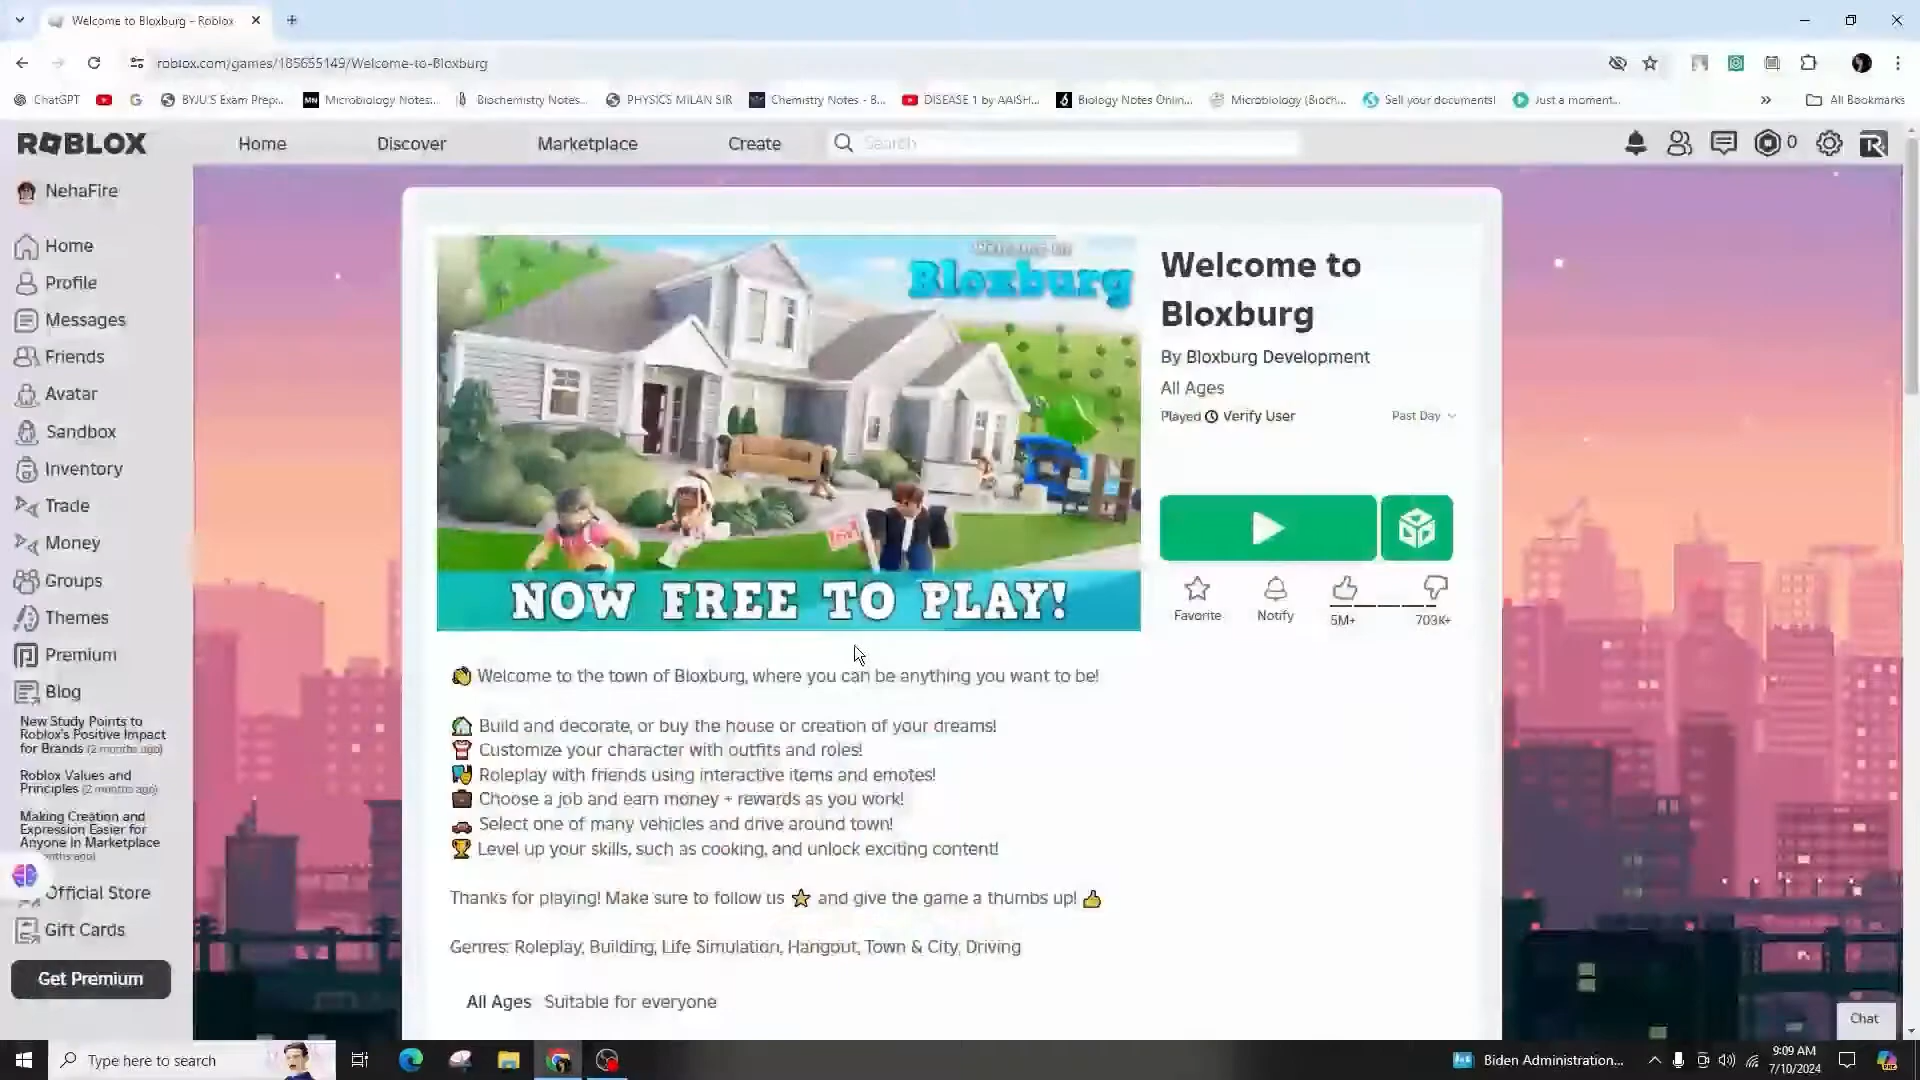 Welcome to Bloxburg - Roblox
roblox.com/games/185655149/Welcome-to-Bloxburg
ChatGPT
BYJU'S Exam Prep:...
Microbiology Notes:...
Biochemistry Notes...
PHYSICS MILAN SIR
Chemistry Notes - B...
DISEASE 1 by AAISH...
Biology Notes Onlin...
Microbiology (Bioch...
Sell your documents!
Just a moment...
All Bookmarks
ROBLOX
Home
Discover
Marketplace
Create
Search
0
NehaFire
Home
Profile
Messages
Friends
Avatar
Sandbox
Inventory
Trade
Money
Groups
Themes
Premium
Blog
New Study Points to
Roblox's Positive Impact
for Brands (2 months ago)
Roblox Values and
Principles (2 months ago)
Making Creation and
Expression Easier for
Anyone in Marketplace
Official Store
Gift Cards
Get Premium
Bloxburg
NOW FREE TO PLAY!
Welcome to
Bloxburg
By Bloxburg Development
All Ages
Played Verify User
Past Day
Favorite
Notify
5M+
703K+
Welcome to the town of Bloxburg, where you can be anything you want to be!
Build and decorate, or buy the house or creation of your dreams!
Customize your character with outfits and roles!
Roleplay with friends using interactive items and emotes!
Choose a job and earn money + rewards as you work!
Select one of many vehicles and drive around town!
Level up your skills, such as cooking, and unlock exciting content!
Thanks for playing! Make sure to follow us ⭐ and give the game a thumbs up! 👍
Genres: Roleplay, Building, Life Simulation, Hangout, Town & City, Driving
All Ages Suitable for everyone
Chat
Type here to search
Biden Administration...
9:09 AM
7/10/2024